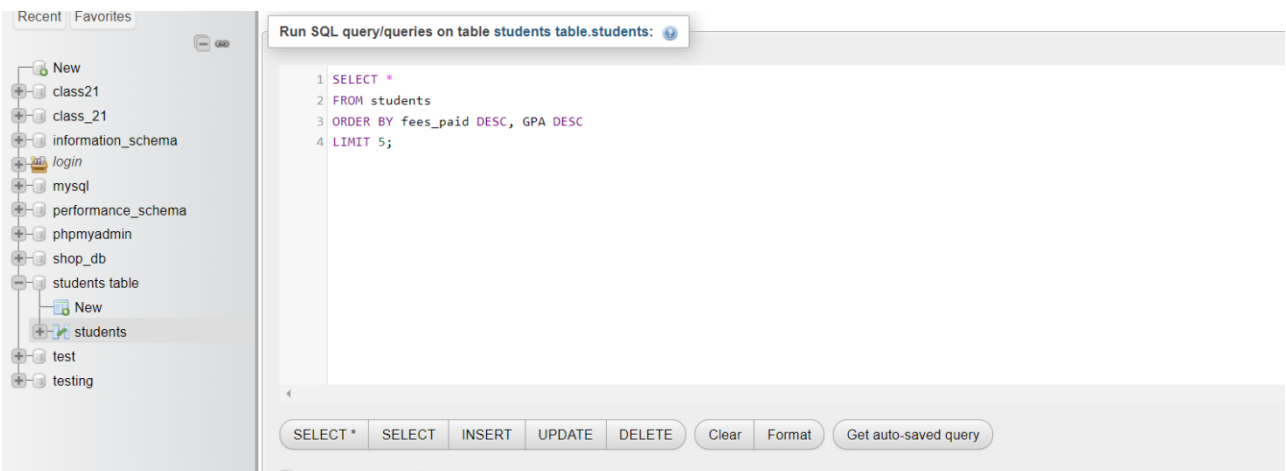 Recent Favorites
New
class21
class_21
information_schema
login
mysql
performance_schema
phpmyadmin
shop_db
students table
New
students
test
testing
Run SQL query/queries on table students table.students:
1 SELECT *
2 FROM students
3 ORDER BY fees_paid DESC, GPA DESC
4 LIMIT 5;
SELECT * SELECT INSERT UPDATE DELETE Clear Format Get auto-saved query